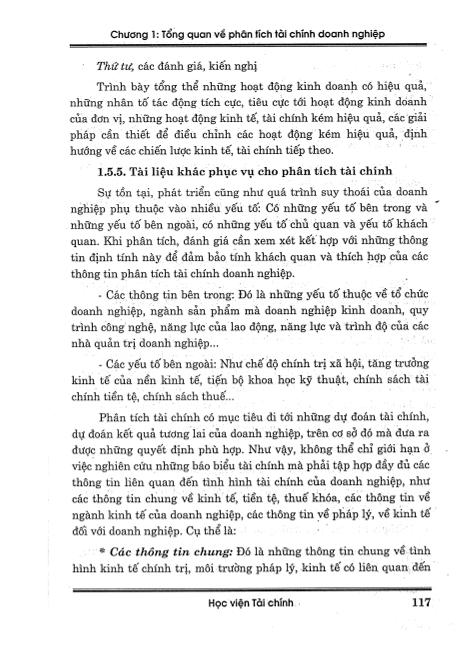 Chương 1: Tổng quan về phân tích tài chính doanh nghiệp
Thứ tư, các đánh giá, kiến nghị
Trình bày tổng thể những hoạt động kinh doanh có hiệu quả,
những nhân tố tác động tích cực, tiêu cực tới hoạt động kinh doanh
của đơn vị, những hoạt động kinh tế, tài chính kém hiệu quả, các giải
pháp cần thiết để điều chỉnh các hoạt động kém hiệu quả, định
hướng về các chiến lược kinh tế, tài chính tiếp theo.
1.5.5. Tài liệu khác phục vụ cho phân tích tài chính
Sự tồn tại, phát triển cũng như quá trình suy thoái của doanh
nghiệp phụ thuộc vào nhiều yếu tố: Có những yếu tố bên trong và
những yếu tố bên ngoài, có những yếu tố chủ quan và yếu tố khách
quan. Khi phân tích, đánh giá cần xem xét kết hợp với những thông
tin định tính này để đảm bảo tính khách quan và thích hợp của các
thông tin phân tích tài chính doanh nghiệp.
- Các thông tin bên trong: Đó là những yếu tố thuộc về tổ chức
doanh nghiệp, ngành sản phẩm mà doanh nghiệp kinh doanh, quy
trình công nghệ, năng lực của lao động, năng lực và trình độ của các
nhà quản trị doanh nghiệp...
- Các yếu tố bên ngoài: Như chế độ chính trị xã hội, tăng trưởng
kinh tế của nền kinh tế, tiến bộ khoa học kỹ thuật, chính sách tài
chính tiền tệ, chính sách thuế...
Phân tích tài chính có mục tiêu đi tới những dự đoán tài chính,
dự đoán kết quả tương lai của doanh nghiệp, trên cơ sở đó mà đưa ra
được những quyết định phù hợp. Như vậy, không thể chỉ giới hạn ở
việc nghiên cứu những báo biểu tài chính mà phải tập hợp đầy đủ các
thông tin liên quan đến tình hình tài chính của doanh nghiệp, như
các thông tin chung về kinh tế, tiền tệ, thuế khóa, các thông tin về
ngành kinh tế của doanh nghiệp, các thông tin về pháp lý, về kinh tế
đối với doanh nghiệp. Cụ thể là:
* Các thông tin chung: Đó là những thông tin chung về tình
hình kinh tế chính trị, môi trường pháp lý, kinh tế có liên quan đến
Học viện Tài chính
117